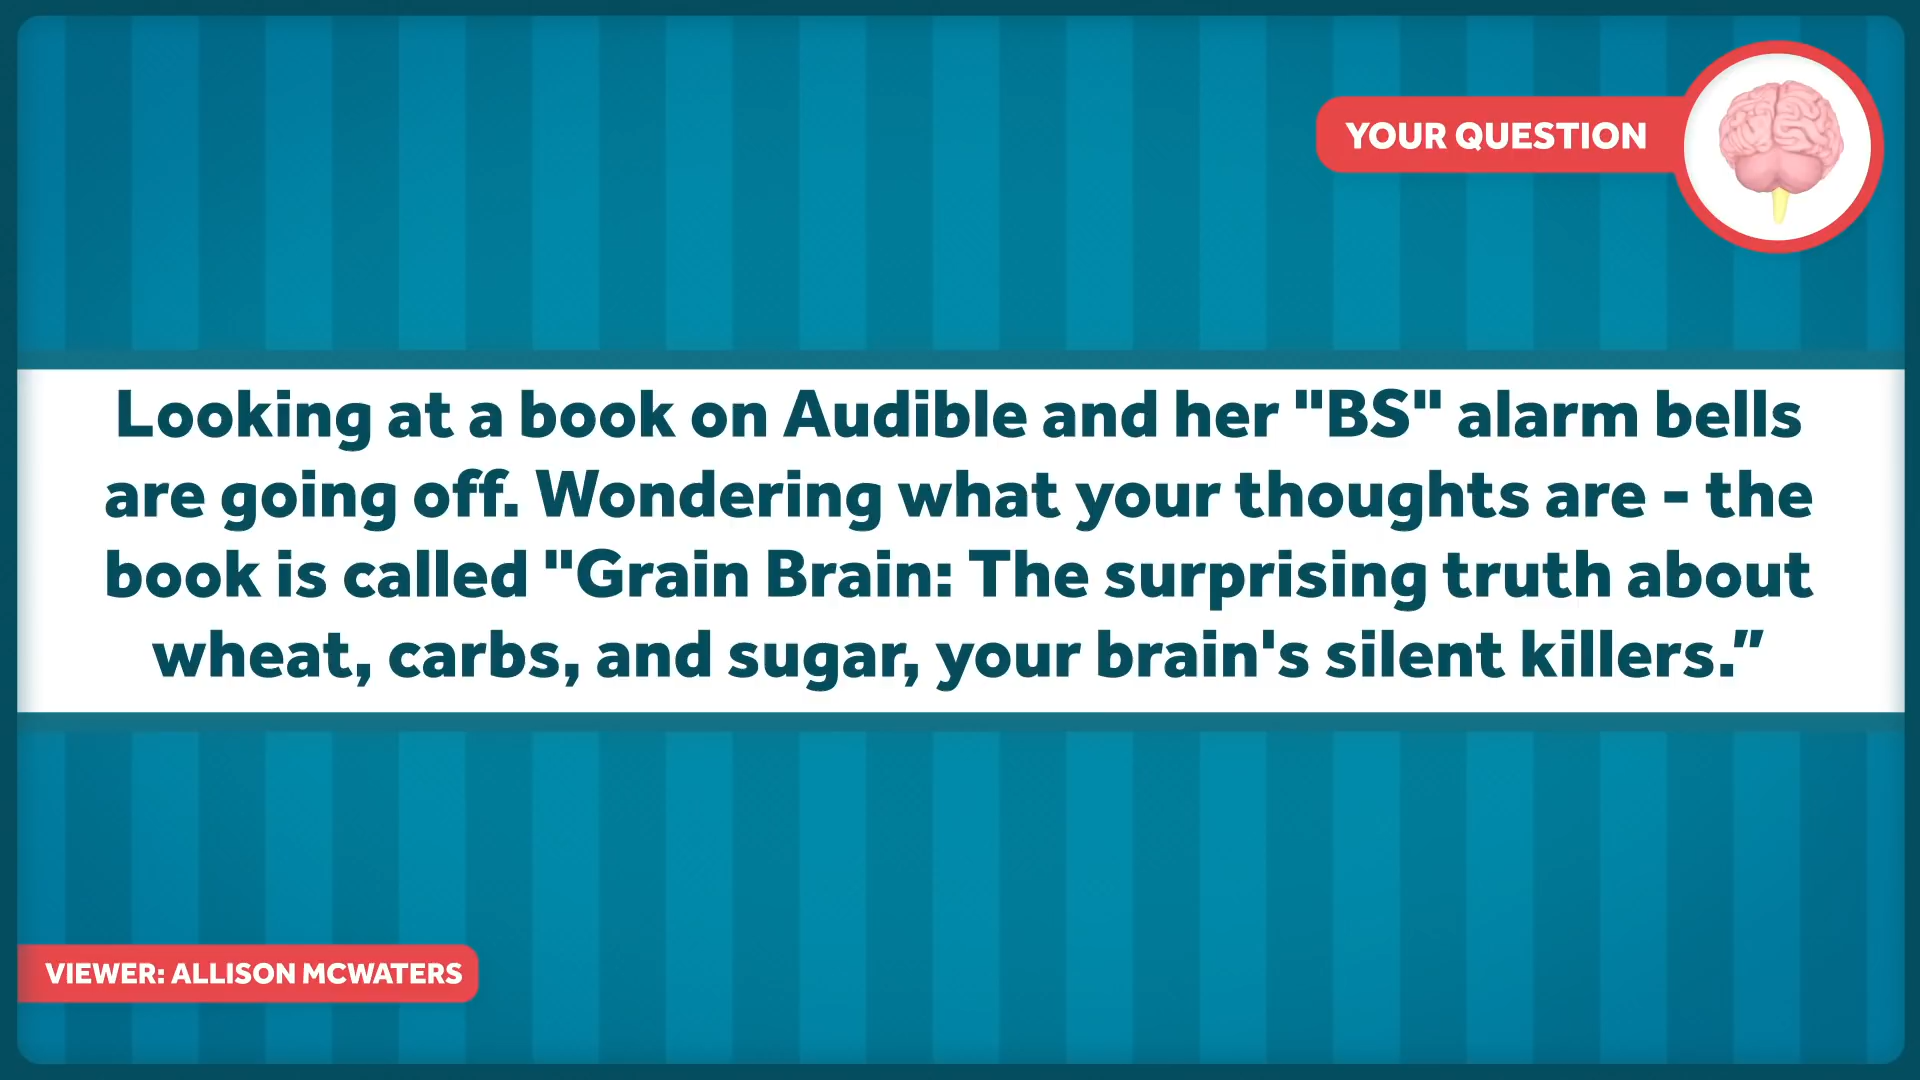 YOUR QUESTION
Looking at a book on Audible and her "BS" alarm bells
are going off. Wondering what your thoughts are - the
book is called "Grain Brain: The surprising truth about
wheat, carbs, and sugar, your brain's silent killers.”
VIEWER: ALLISON MCWATERS